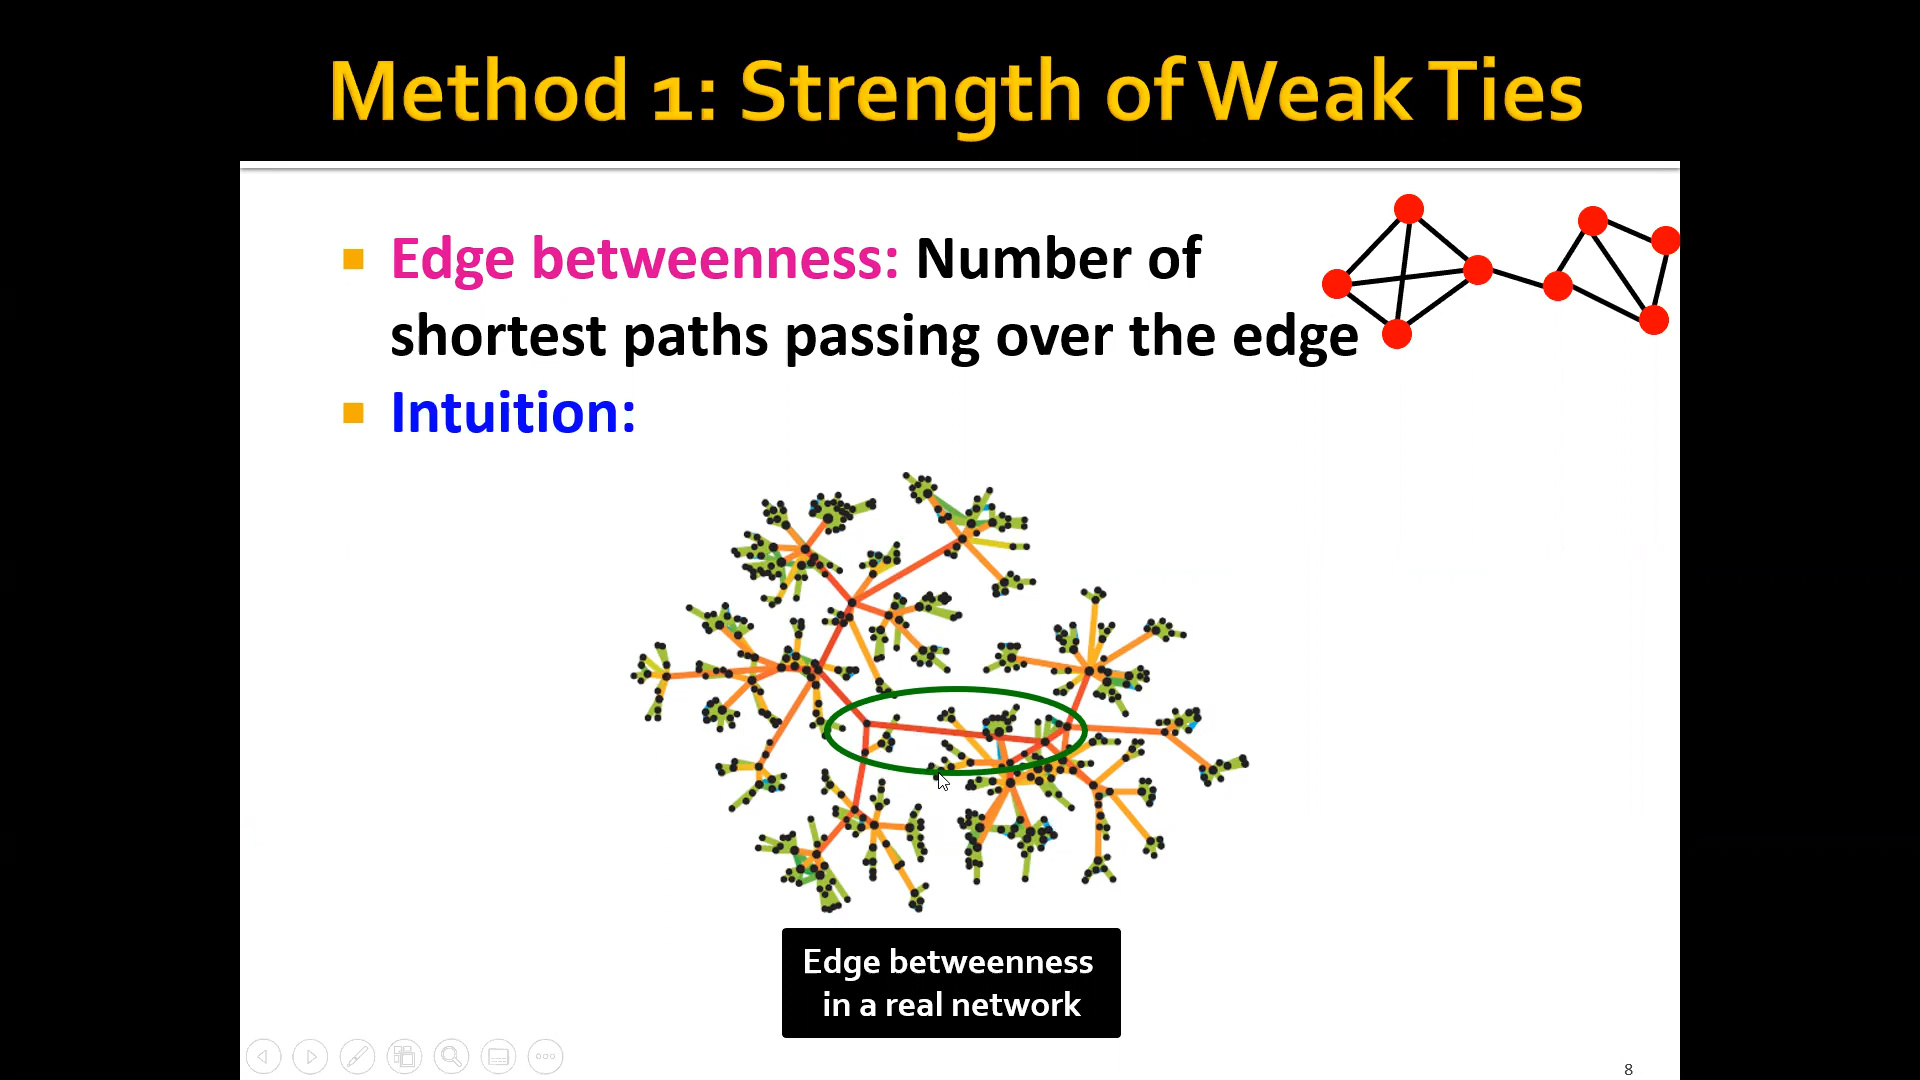 Method 1: Strength of Weak Ties
Edge betweenness: Number of
shortest paths passing over the edge
Intuition:
Edge betweenness
in a real network
8